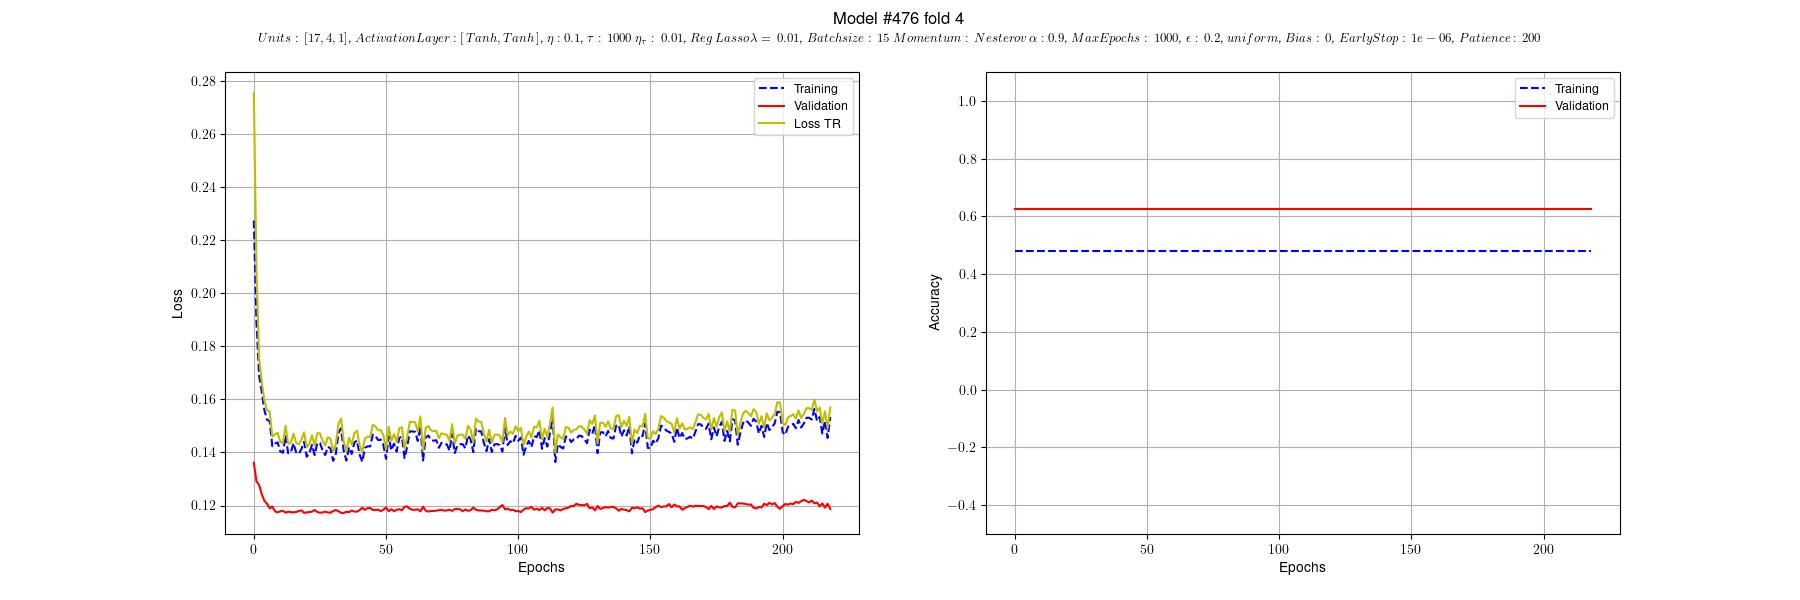 Model #476 fold 4
Units : [17, 4, 1], ActivationLayer : [Tanh, Tanh], η : 0.1, τ : 1000 ητ : 0.01, Reg Lasso λ = 0.01, Batchsize : 15 Momentum : Nesterov α : 0.9, MaxEpochs : 1000, ϵ : 0.2, uniform, Bias : 0, EarlyStop : 1e − 06, Patience : 200
0.28
0.26
0.24
0.22
0.20
0.18
0.16
0.14
0.12
Loss
0 50 100 150 200
Epochs
Training
Validation
Loss TR
1.0
0.8
0.6
0.4
0.2
0.0
−0.2
−0.4
Accuracy
0 50 100 150 200
Epochs
Training
Validation